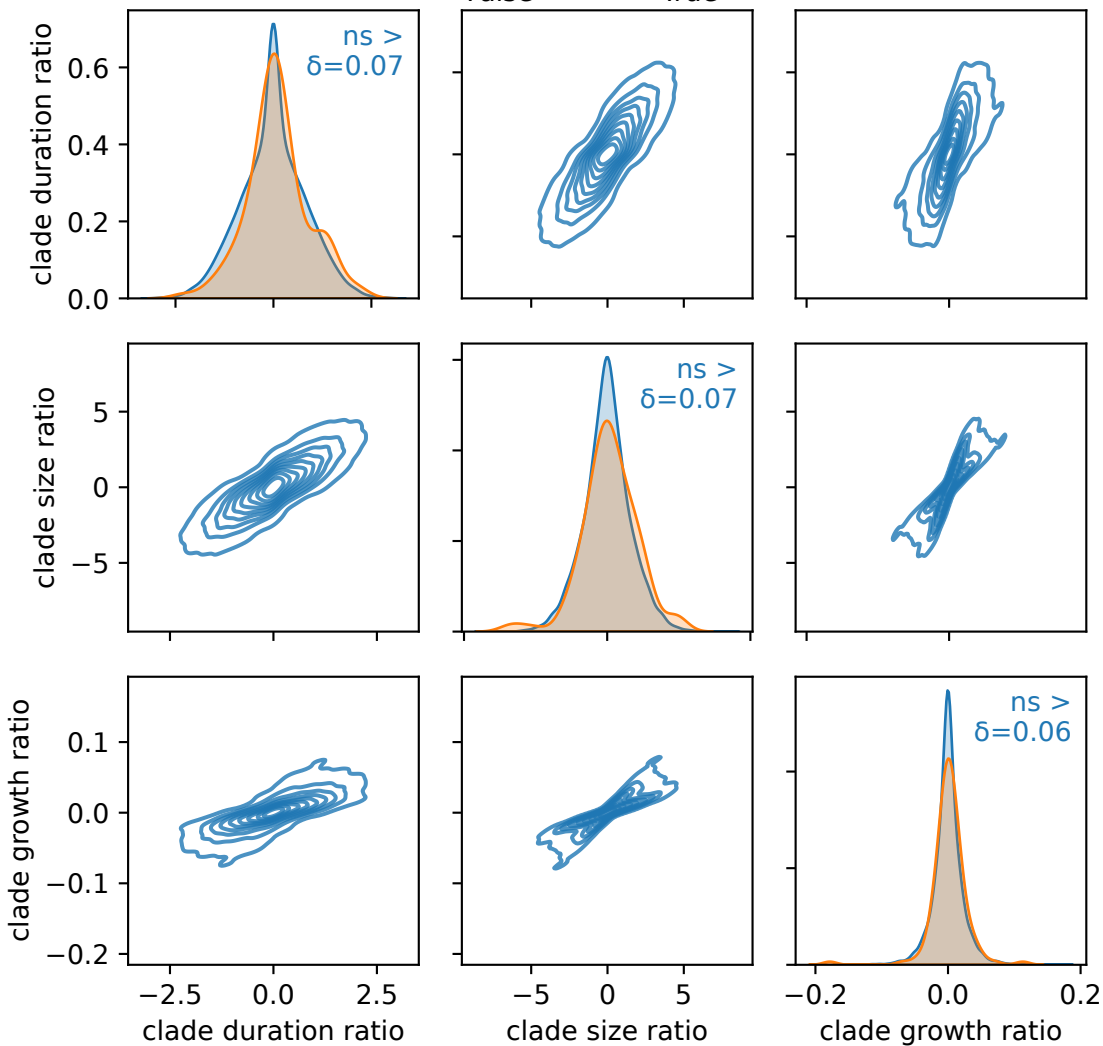 ns >
δ=0.07
clade duration ratio
0.6
0.4
0.2
0.0
ns >
δ=0.07
clade size ratio
5
0
−5
ns >
δ=0.06
clade growth ratio
0.1
0.0
−0.1
−0.2
−2.5 0.0 2.5
−5 0 5
−0.2 0.0 0.2
clade duration ratio
clade size ratio
clade growth ratio